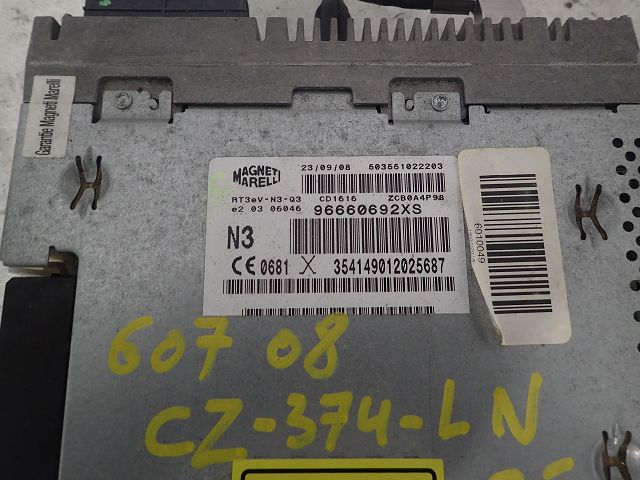 Garantie Magneti Marelli
MAGNETI
MARELLI
23/09/08 503551022203
RT3eV-N3-Q3 CD1616 ZCB0A4P98
e2 03 06046 96660692XS
N3
CE 0681 X 354149012025687
6010049
607 08
CZ-374-LN